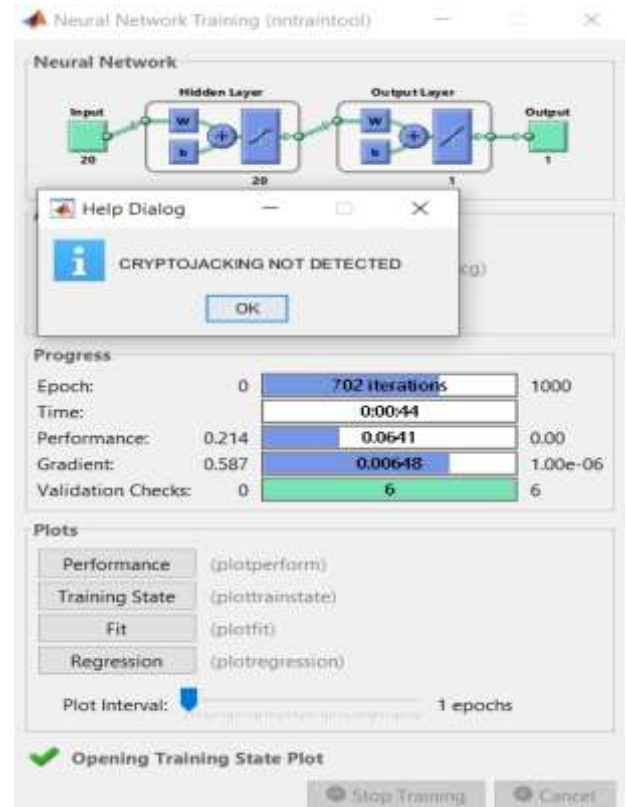 Neural Network Training (nntraintool)
Neural Network
Hidden Layer
Output Layer
Input
W
b
W
b
Output
20
20
1
1
Help Dialog
CRYPTOJACKING NOT DETECTED
OK
cg)
Progress
Epoch: 0 702 iterations 1000
Time: 0:00:44
Performance: 0.214 0.0641 0.00
Gradient: 0.587 0.00648 1.00e-06
Validation Checks: 0 6 6
Plots
Performance (plotperform)
Training State (plottrainstate)
Fit (plotfit)
Regression (plotregression)
Plot Interval: 1 epochs
Opening Training State Plot
Stop Training Cancel